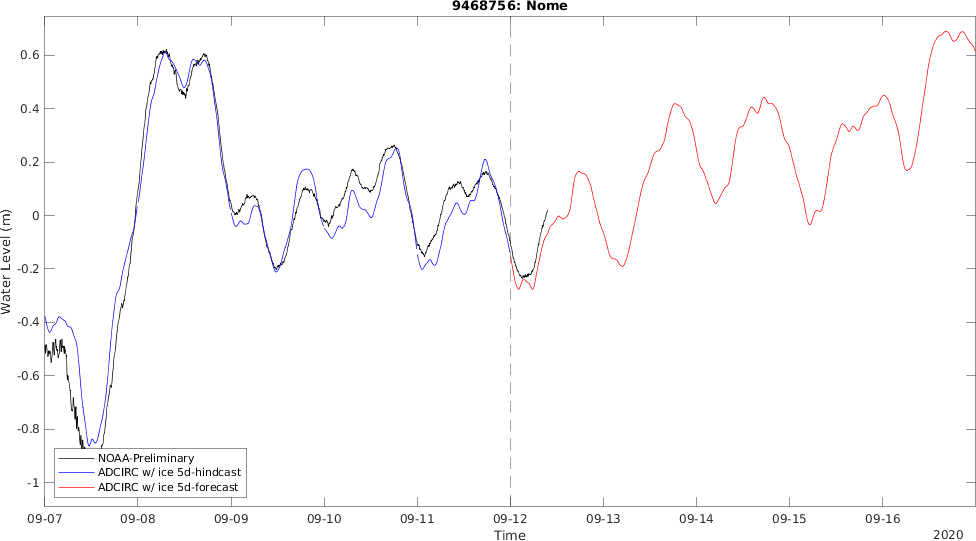 9468756: Nome
Water Level (m)
0.6
0.4
0.2
0
-0.2
-0.4
-0.6
-0.8
-1
NOAA-Preliminary
ADCIRC w/ ice 5d-hindcast
ADCIRC w/ ice 5d-forecast
09-07 09-08 09-09 09-10 09-11 09-12 09-13 09-14 09-15 09-16
Time
2020